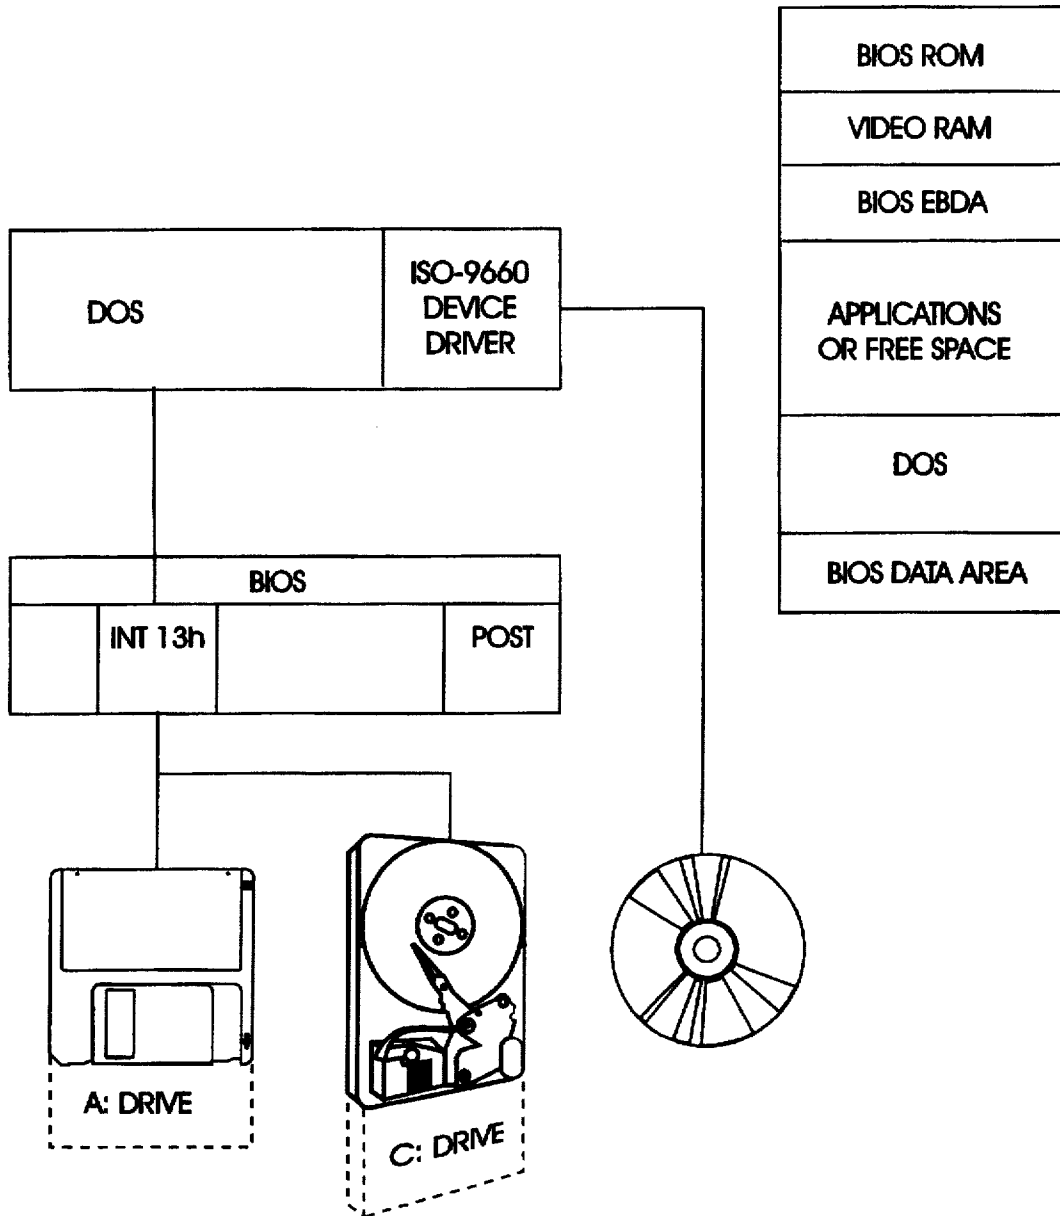 BIOS ROM
VIDEO RAM
BIOS EBDA
APPLICATIONS
OR FREE SPACE
DOS
BIOS DATA AREA
DOS
ISO-9660
DEVICE
DRIVER
BIOS
INT 13h
POST
A: DRIVE
C: DRIVE